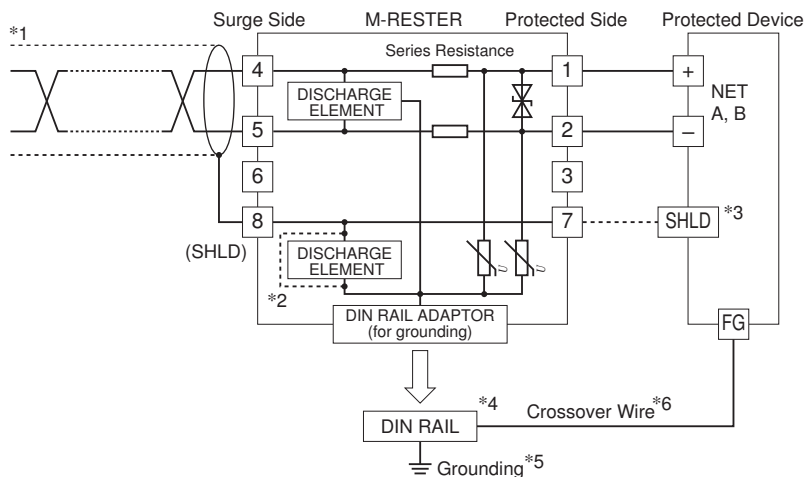 Surge Side M-RESTER Protected Side Protected Device
*1
Series Resistance
4 1 +
DISCHARGE
ELEMENT
NET
A, B
5 2 –
6 3
8 7 SHLD *3
(SHLD)
DISCHARGE
ELEMENT
U U
*2
DIN RAIL ADAPTOR
(for grounding)
FG
*4
DIN RAIL
Crossover Wire*6
Grounding*5